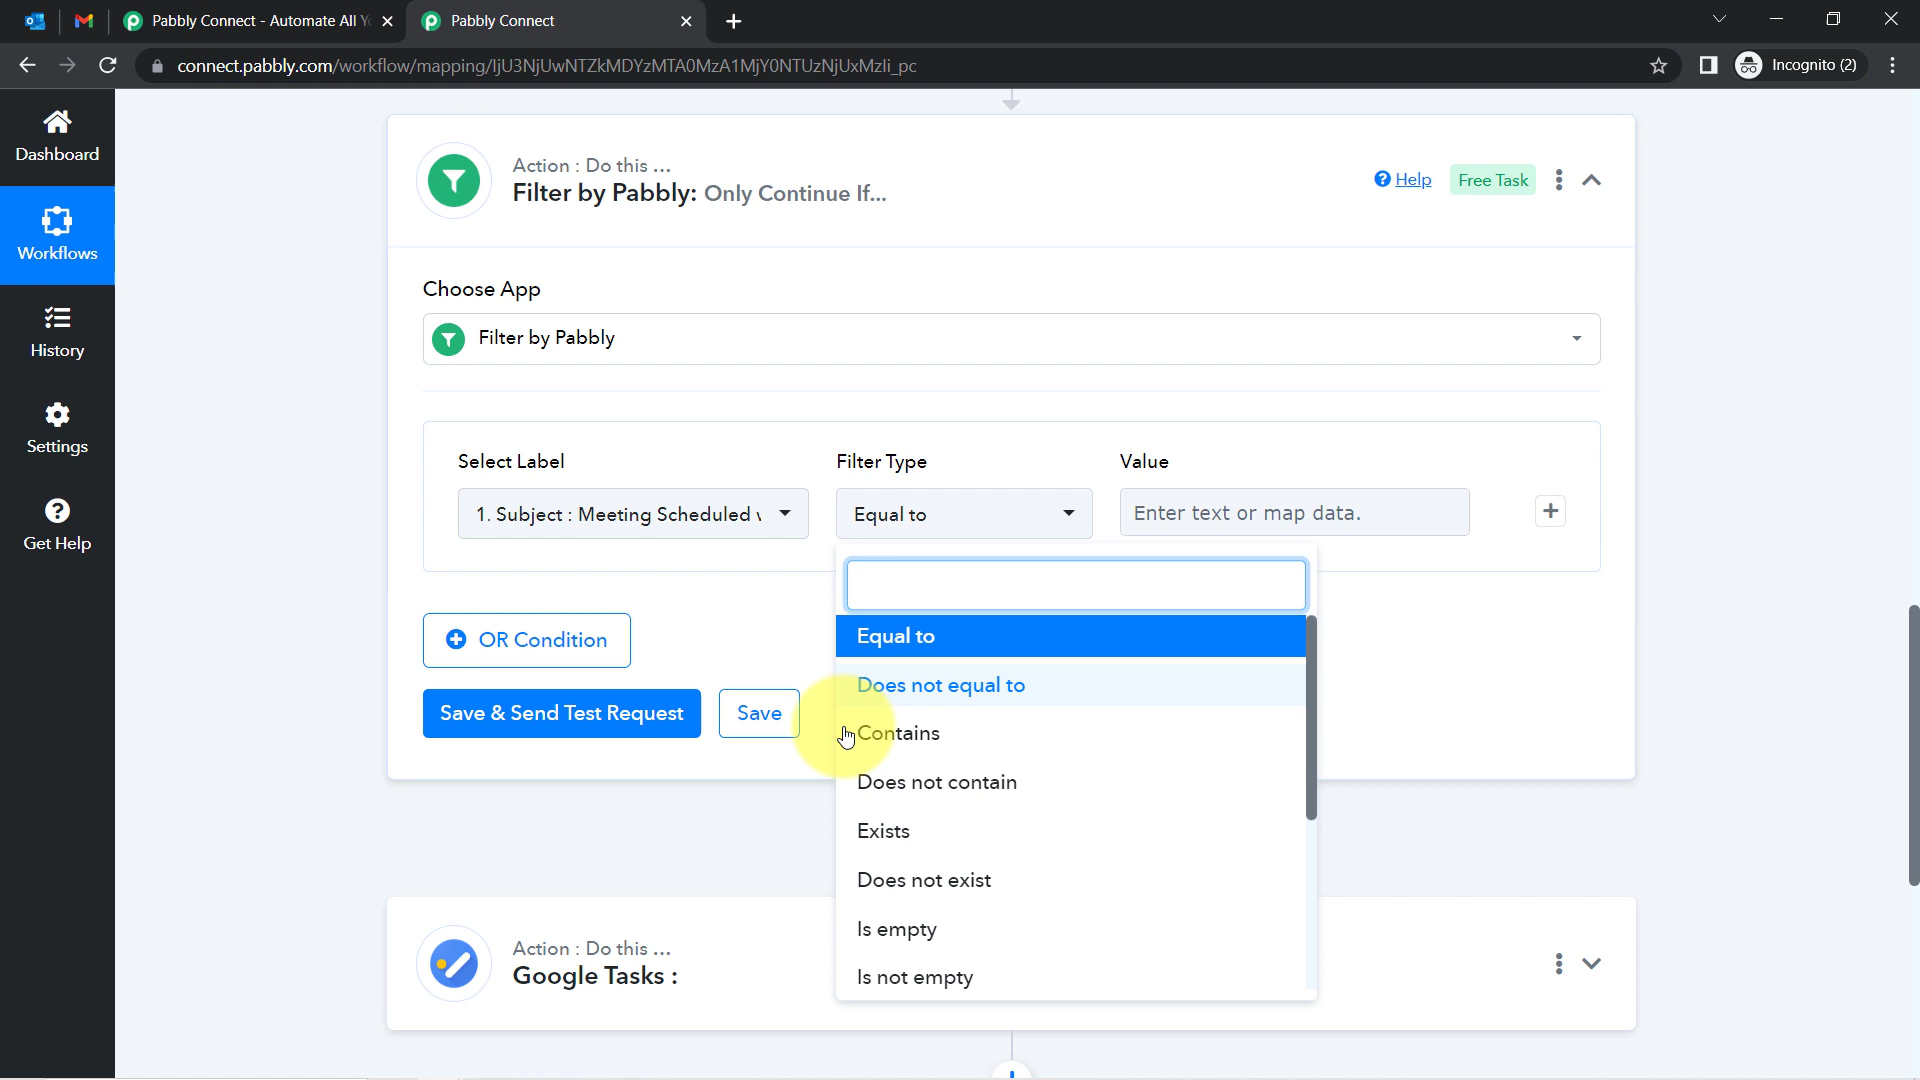 Pabbly Connect - Automate All Y
Pabbly Connect
connect.pabbly.com/workflow/mapping/IjU3NjUwNTZkMDYzMTA0MzA1MjY0NTUzNjUxMzIi_pc
Incognito (2)
Dashboard
Workflows
History
Settings
Get Help
Action : Do this ...
Filter by Pabbly: Only Continue If...
Help
Free Task
Choose App
Filter by Pabbly
Select Label
Filter Type
Value
1. Subject : Meeting Scheduled
Equal to
Enter text or map data.
OR Condition
Save & Send Test Request
Save
Equal to
Does not equal to
Contains
Does not contain
Exists
Does not exist
Is empty
Is not empty
Action : Do this ...
Google Tasks :